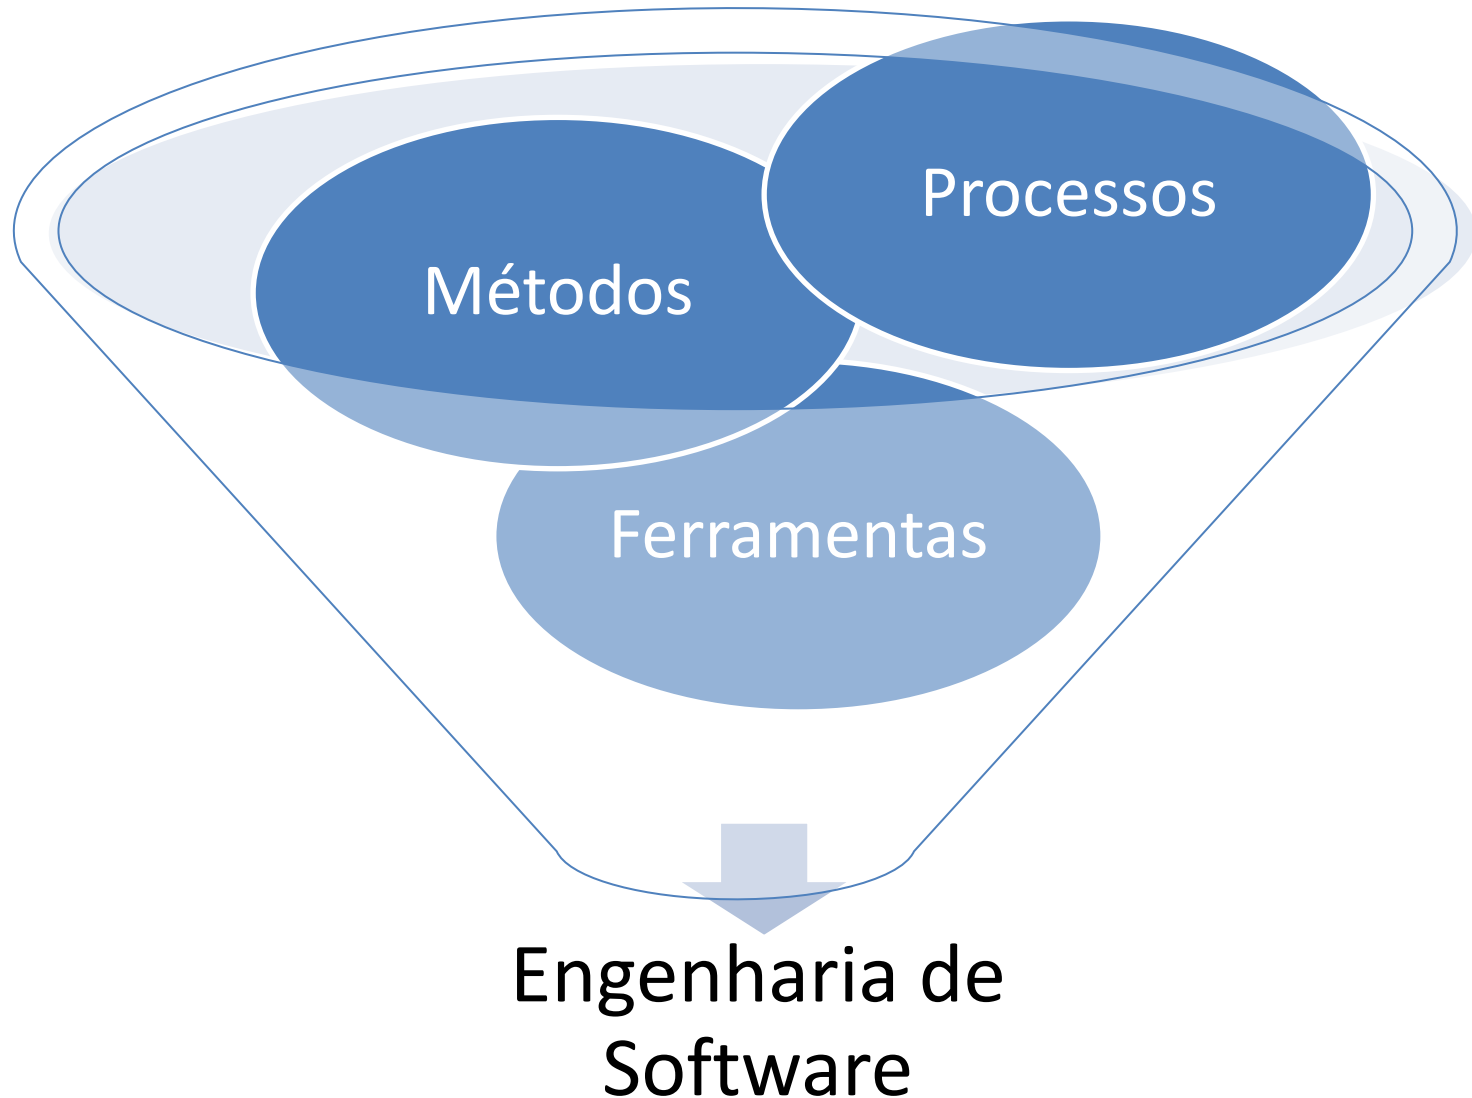 Processos
Métodos
Ferramentas
Engenharia de
Software